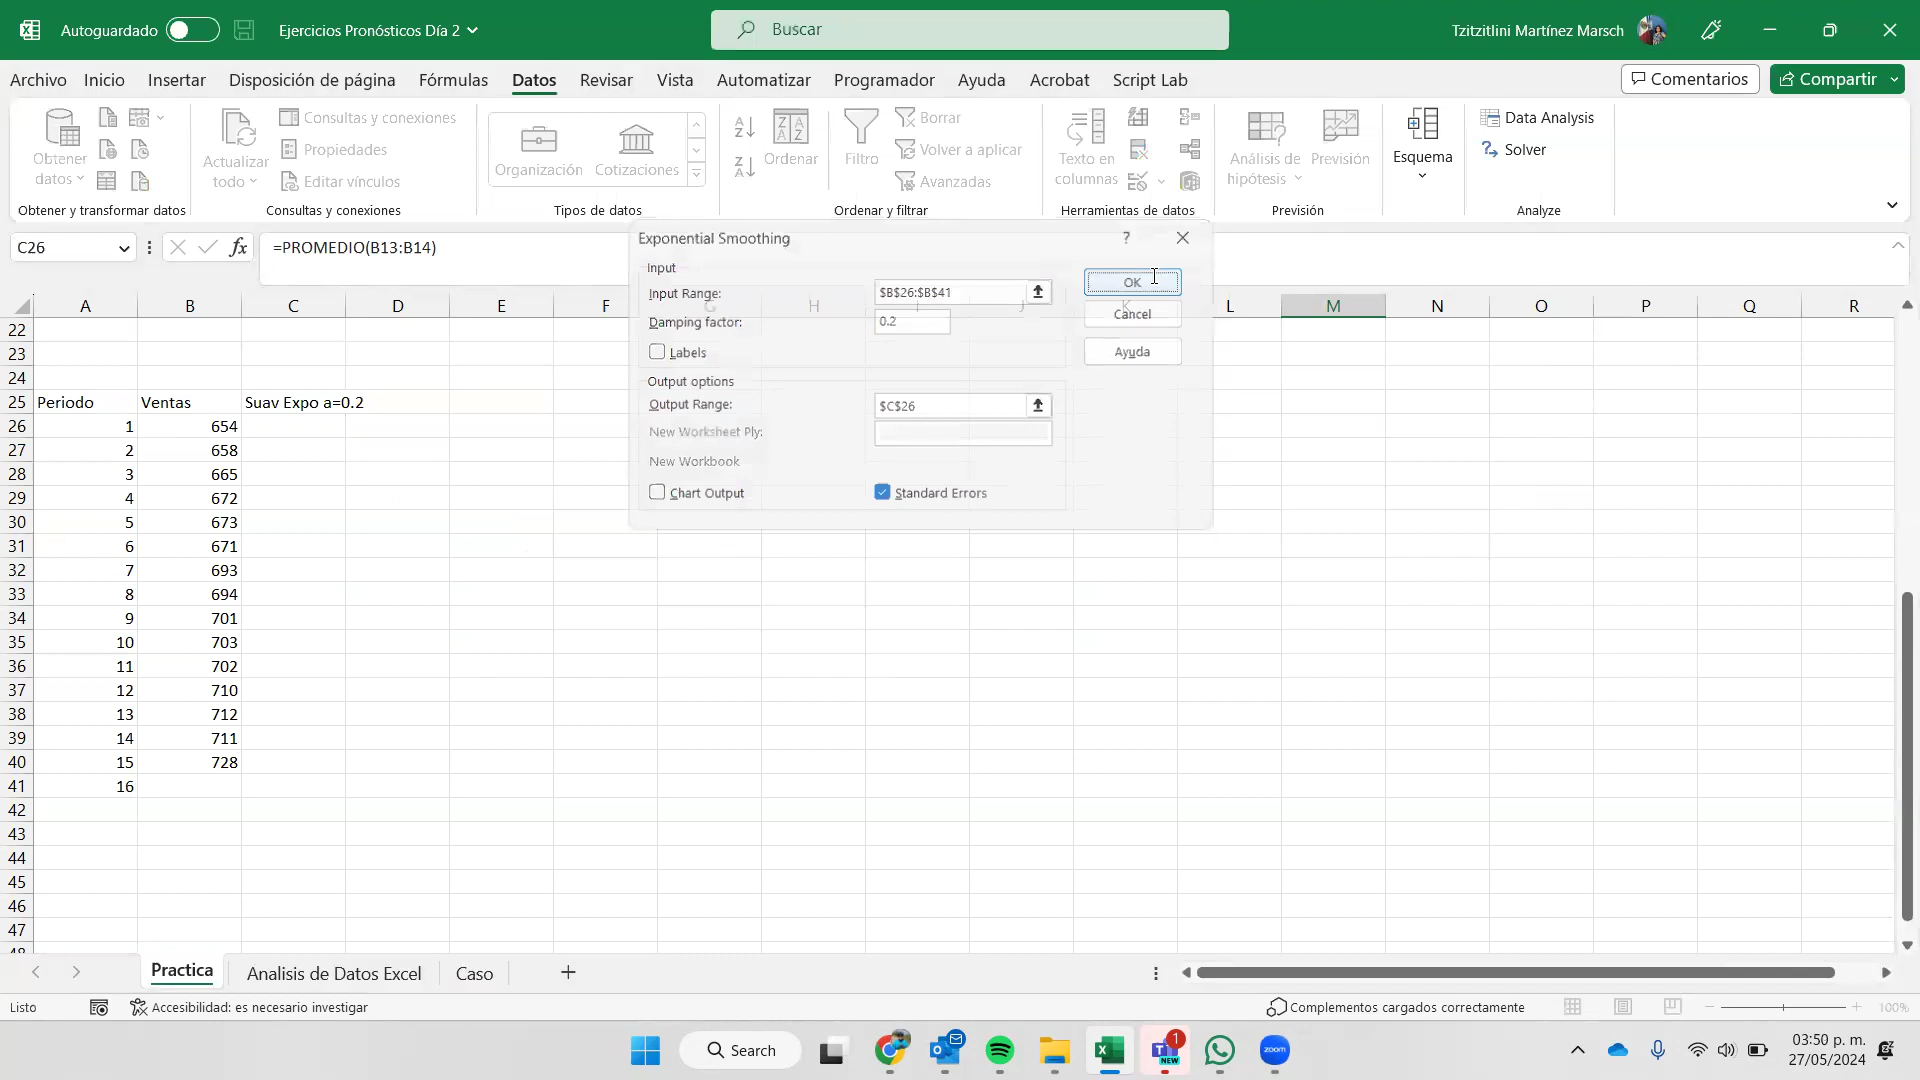 Autoguardado
Ejercicios Pronósticos Día 2
Buscar
Tzitzitlini Martínez Marsch
Archivo Inicio Insertar Disposición de página Fórmulas Datos Revisar Vista Automatizar Programador Ayuda Acrobat Script Lab
Comentarios
Compartir
Obtener datos
Actualizar todo
Consultas y conexiones
Propiedades
Editar vínculos
Organización
Cotizaciones
Ordenar
Filtro
Borrar
Volver a aplicar
Avanzadas
Texto en columnas
Análisis de hipótesis
Previsión
Esquema
Data Analysis
Solver
Obtener y transformar datos Consultas y conexiones Tipos de datos Ordenar y filtrar Herramientas de datos Previsión Analyze
C26
fx
=PROMEDIO(B13:B14)
Exponential Smoothing
?
Input
Input Range:
$B$26:$B$41
OK
Damping factor:
0.2
Cancel
Labels
Ayuda
Output options
Output Range:
$C$26
New Worksheet Ply:
New Workbook
Chart Output
Standard Errors
A B C D E F G H I J K L M N O P Q R
22
23
24
25 Periodo Ventas Suav Expo a=0.2
26 1 654
27 2 658
28 3 665
29 4 672
30 5 673
31 6 671
32 7 693
33 8 694
34 9 701
35 10 703
36 11 702
37 12 710
38 13 712
39 14 711
40 15 728
41 16
42
43
44
45
46
47
48
Practica
Analisis de Datos Excel
Caso
Listo
Accesibilidad: es necesario investigar
Complementos cargados correctamente
100%
Search
1
NEW
zoom
03:50 p. m.
27/05/2024